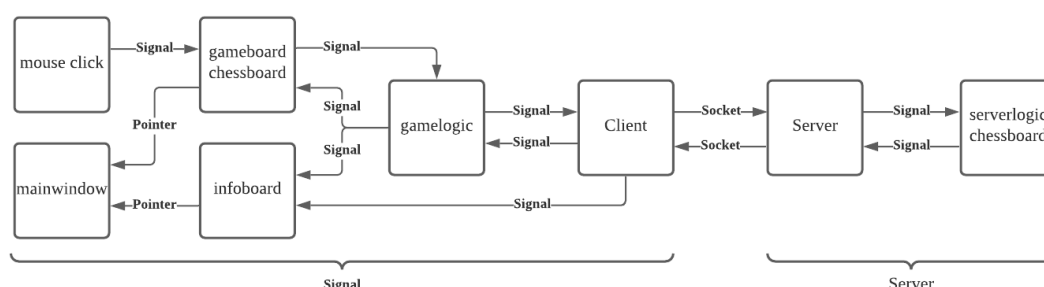 mouse click
Signal
gameboard
chessboard
Signal
Signal
Pointer
Signal
mainwindow
Pointer
infoboard
gamelogic
Signal
Signal
Client
Signal
Socket
Socket
Server
Signal
Signal
serverlogic
chessboard
Signal
Server